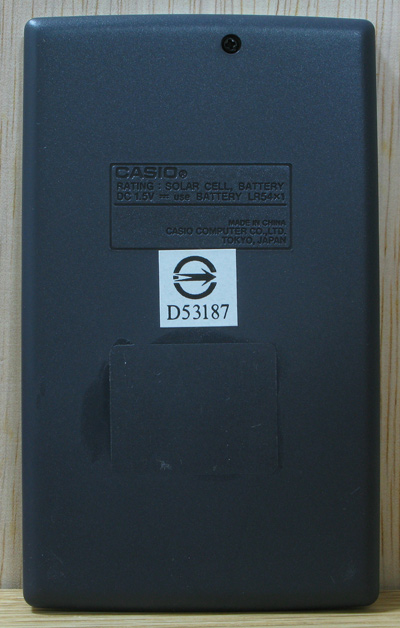 CASIO®
RATING : SOLAR CELL, BATTERY
DC 1.5V ⎓ use BATTERY LR54×1
MADE IN CHINA
CASIO COMPUTER CO.,LTD.
TOKYO, JAPAN
D53187